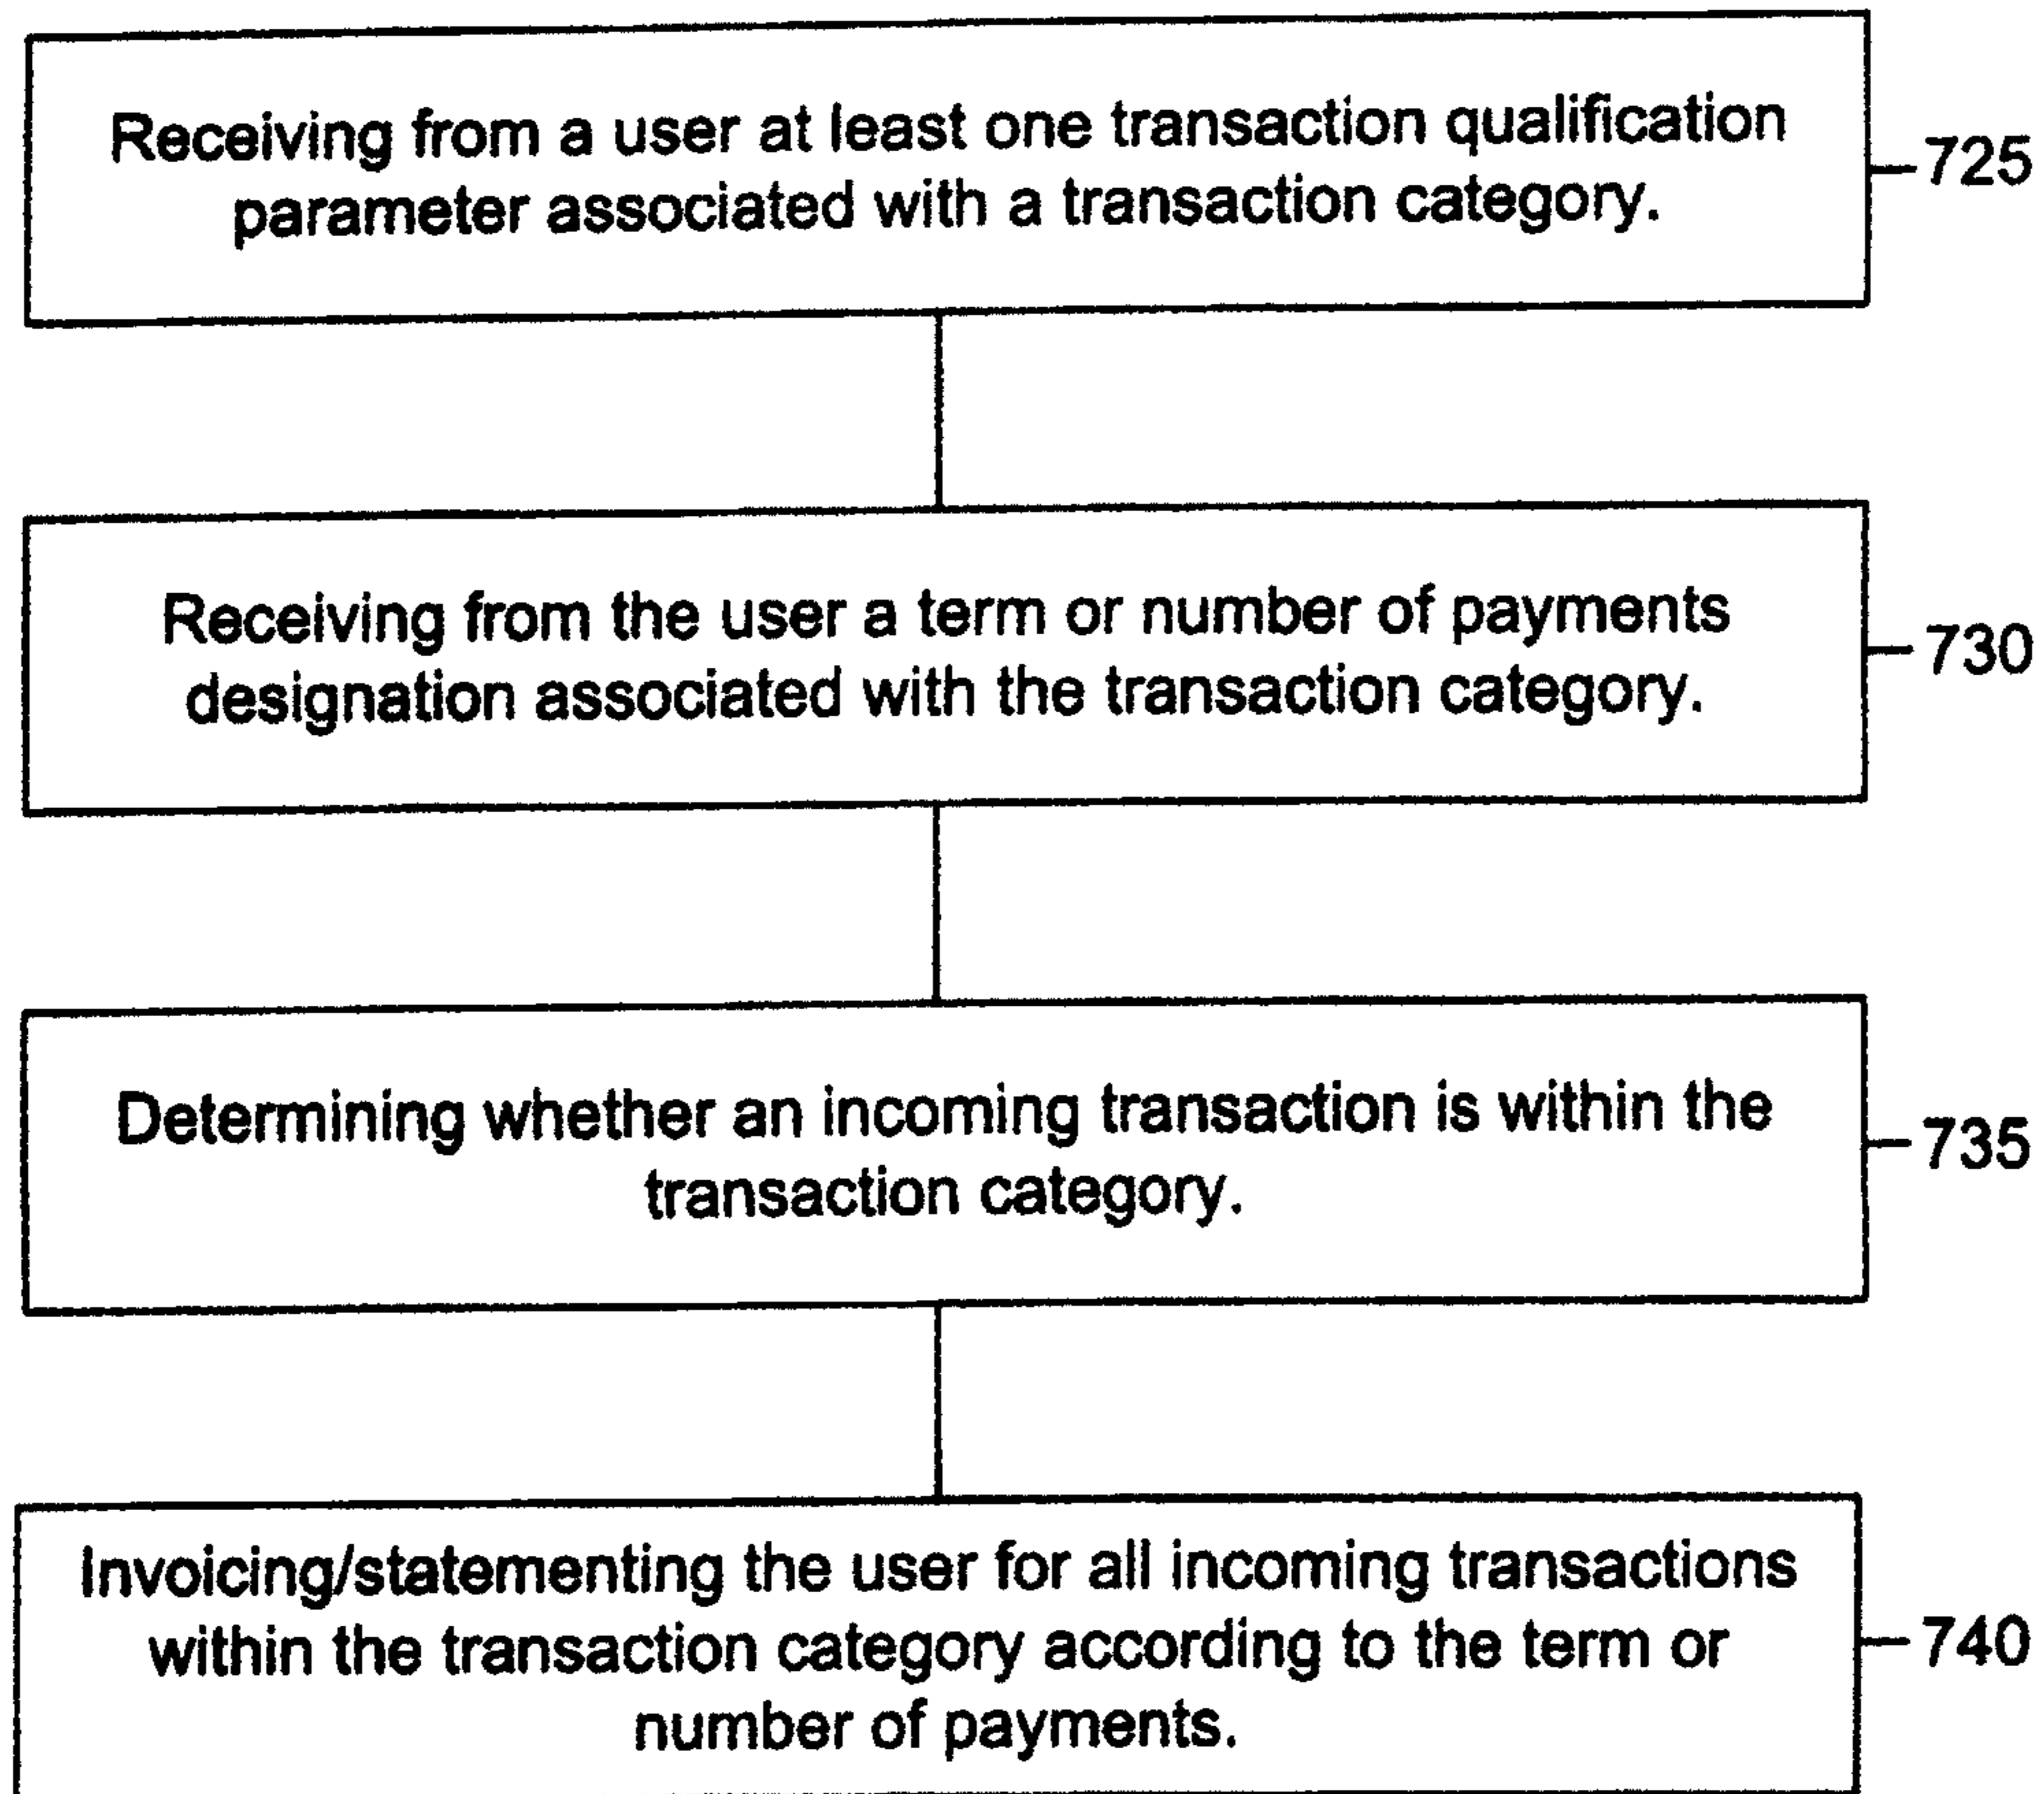 Receiving from a user at least one transaction qualification
parameter associated with a transaction category.
725
Receiving from the user a term or number of payments
designation associated with the transaction category.
730
Determining whether an incoming transaction is within the
transaction category.
735
Invoicing/statementing the user for all incoming transactions
within the transaction category according to the term or
number of payments.
740